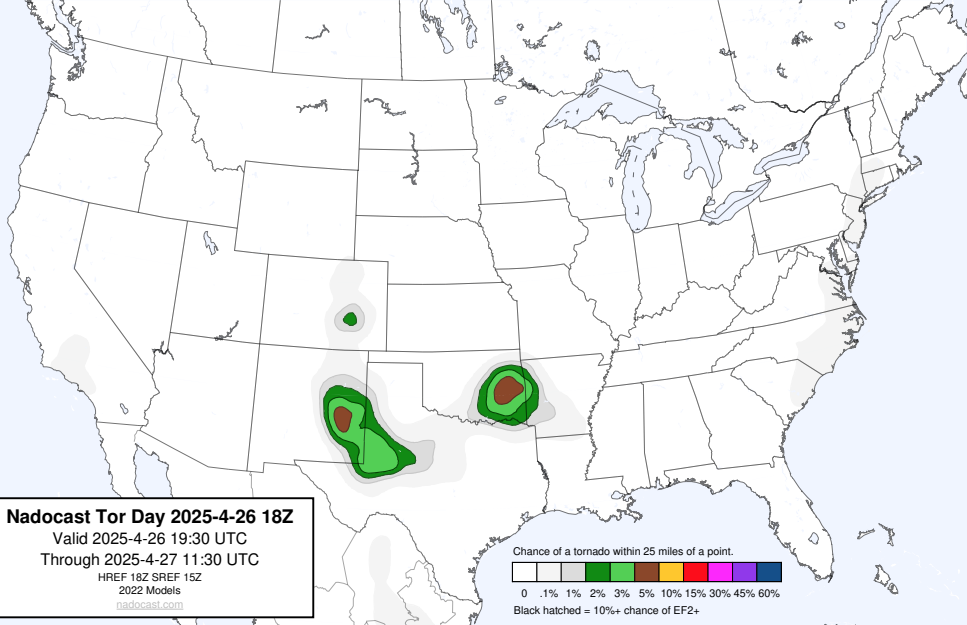 Nadocast Tor Day 2025-4-26 18Z
Valid 2025-4-26 19:30 UTC
Through 2025-4-27 11:30 UTC
HREF 18Z SREF 15Z
2022 Models
nadocast.com
Chance of a tornado within 25 miles of a point.
0 .1% 1% 2% 3% 5% 10% 15% 30% 45% 60%
Black hatched = 10%+ chance of EF2+